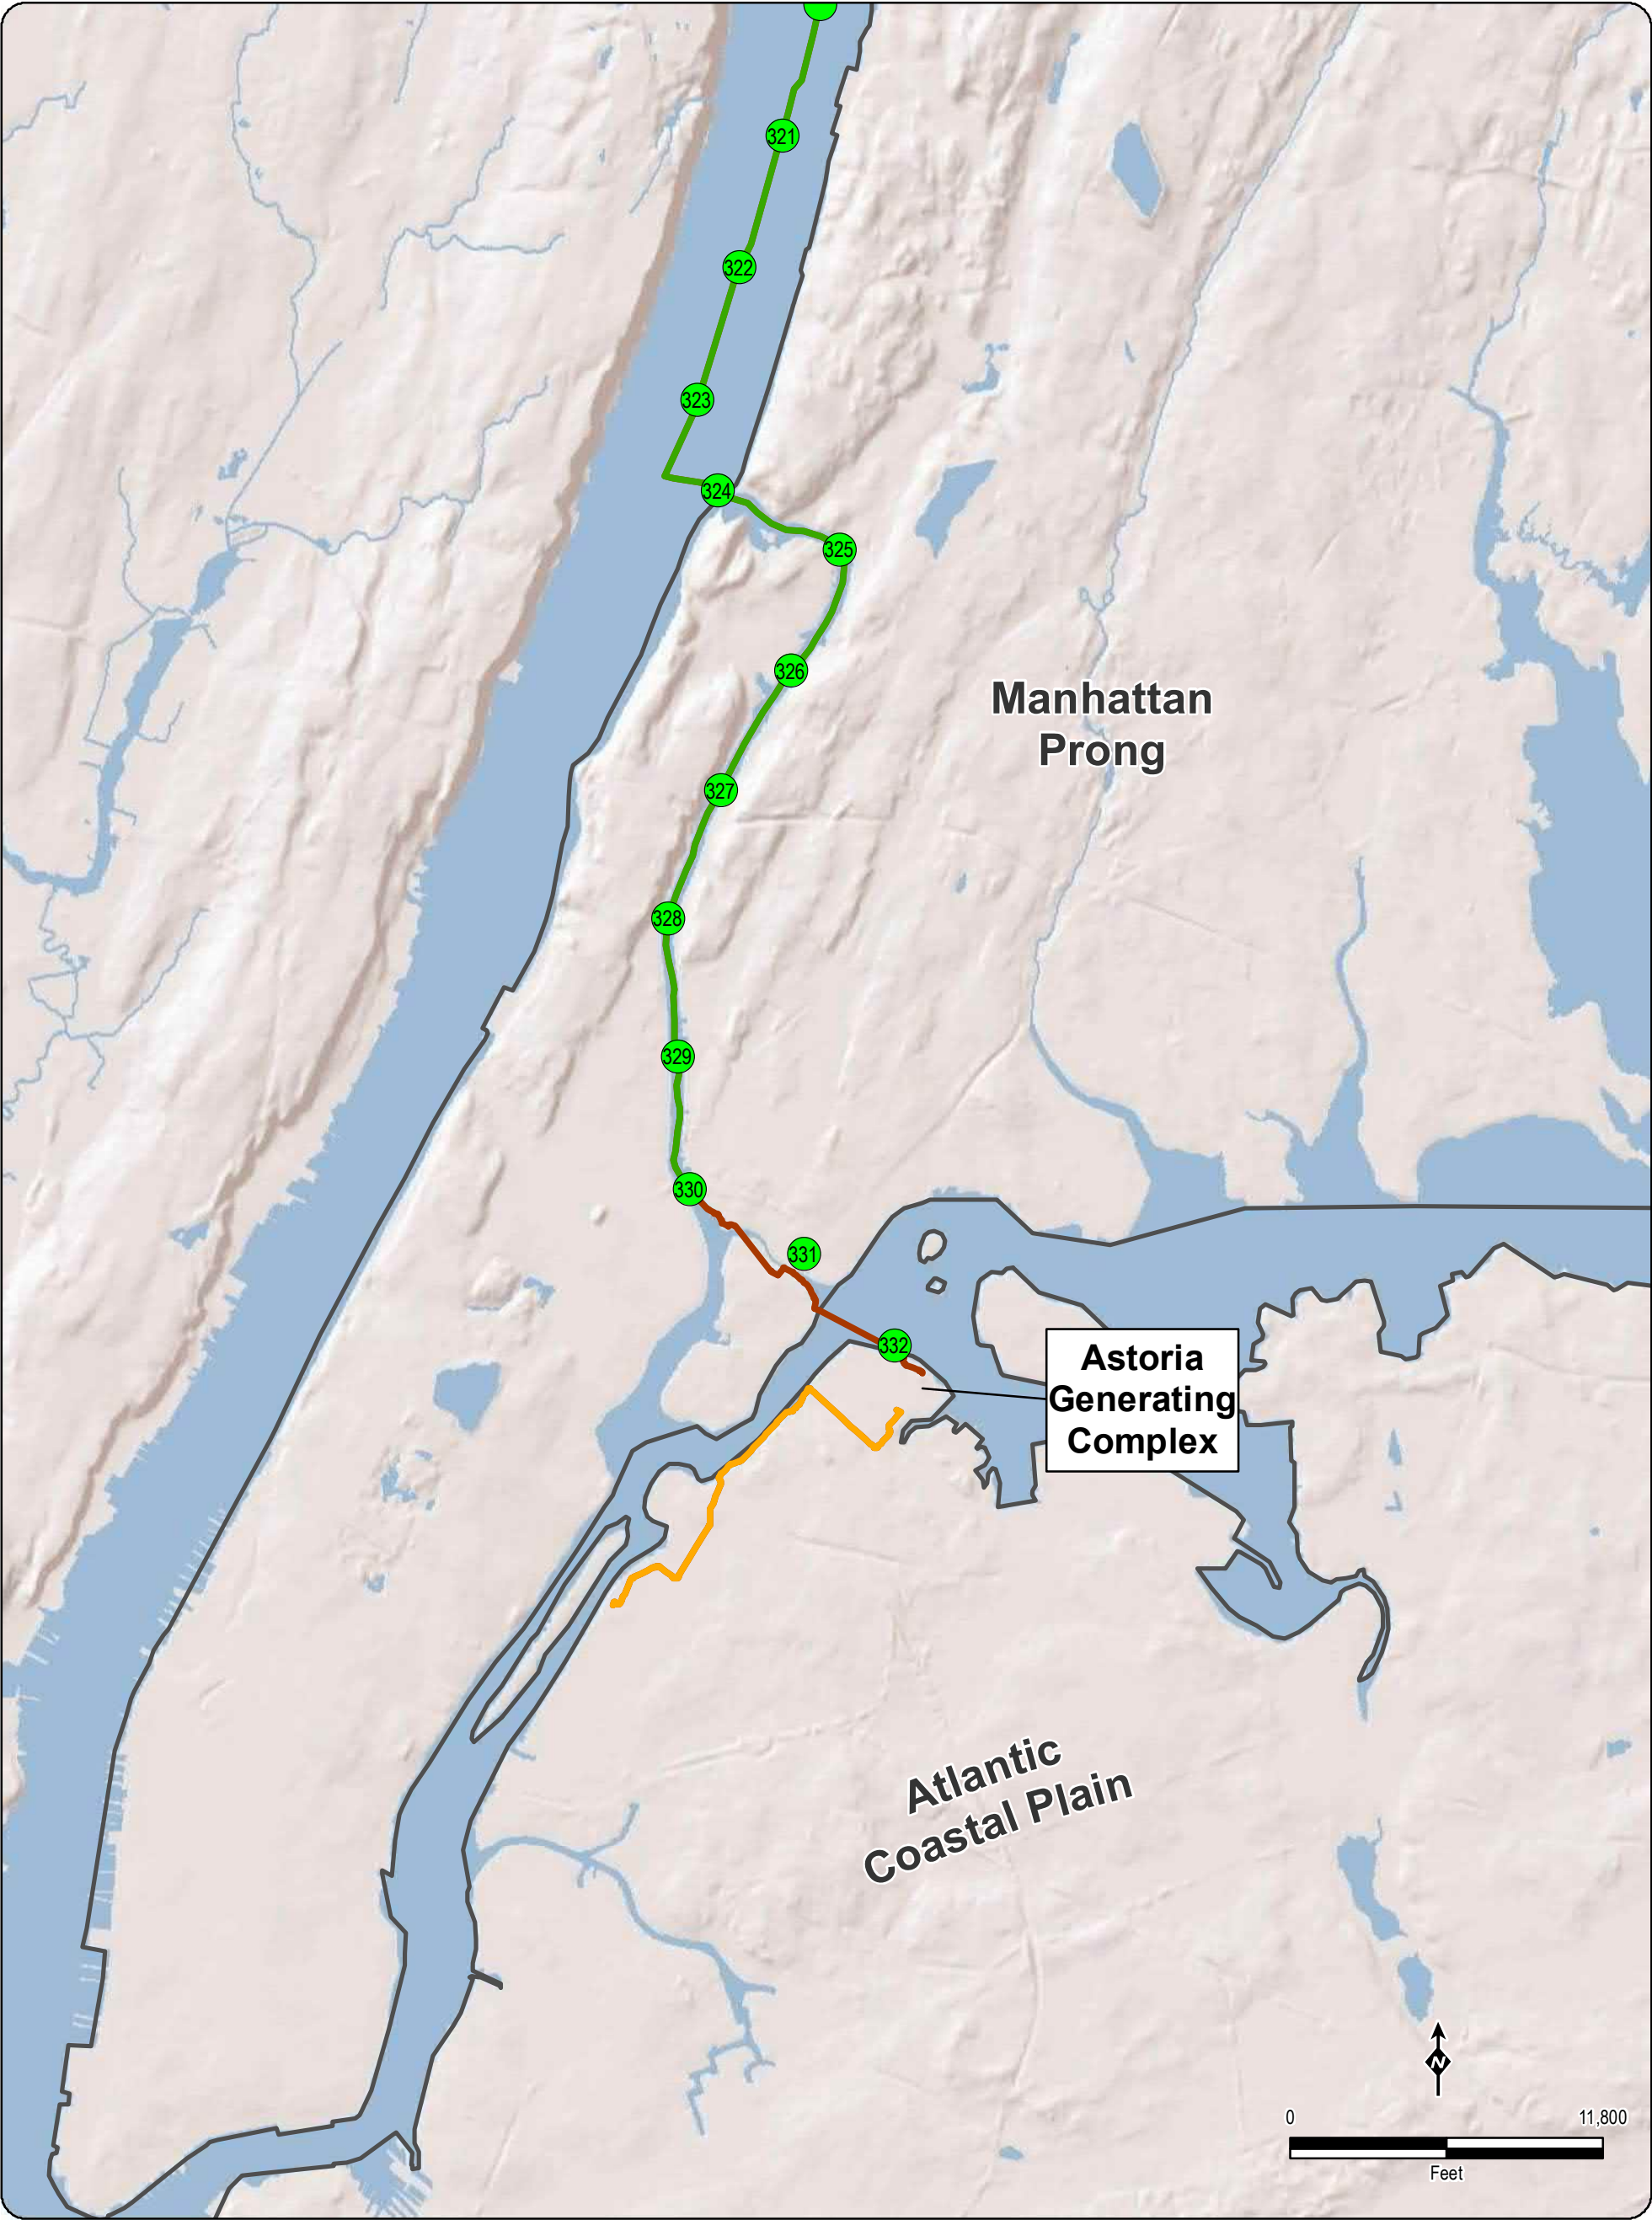 321
322
323
324
325
326
Manhattan
Prong
327
328
329
330
331
332
Astoria
Generating
Complex
Atlantic
Coastal Plain
N
0 11,800
Feet